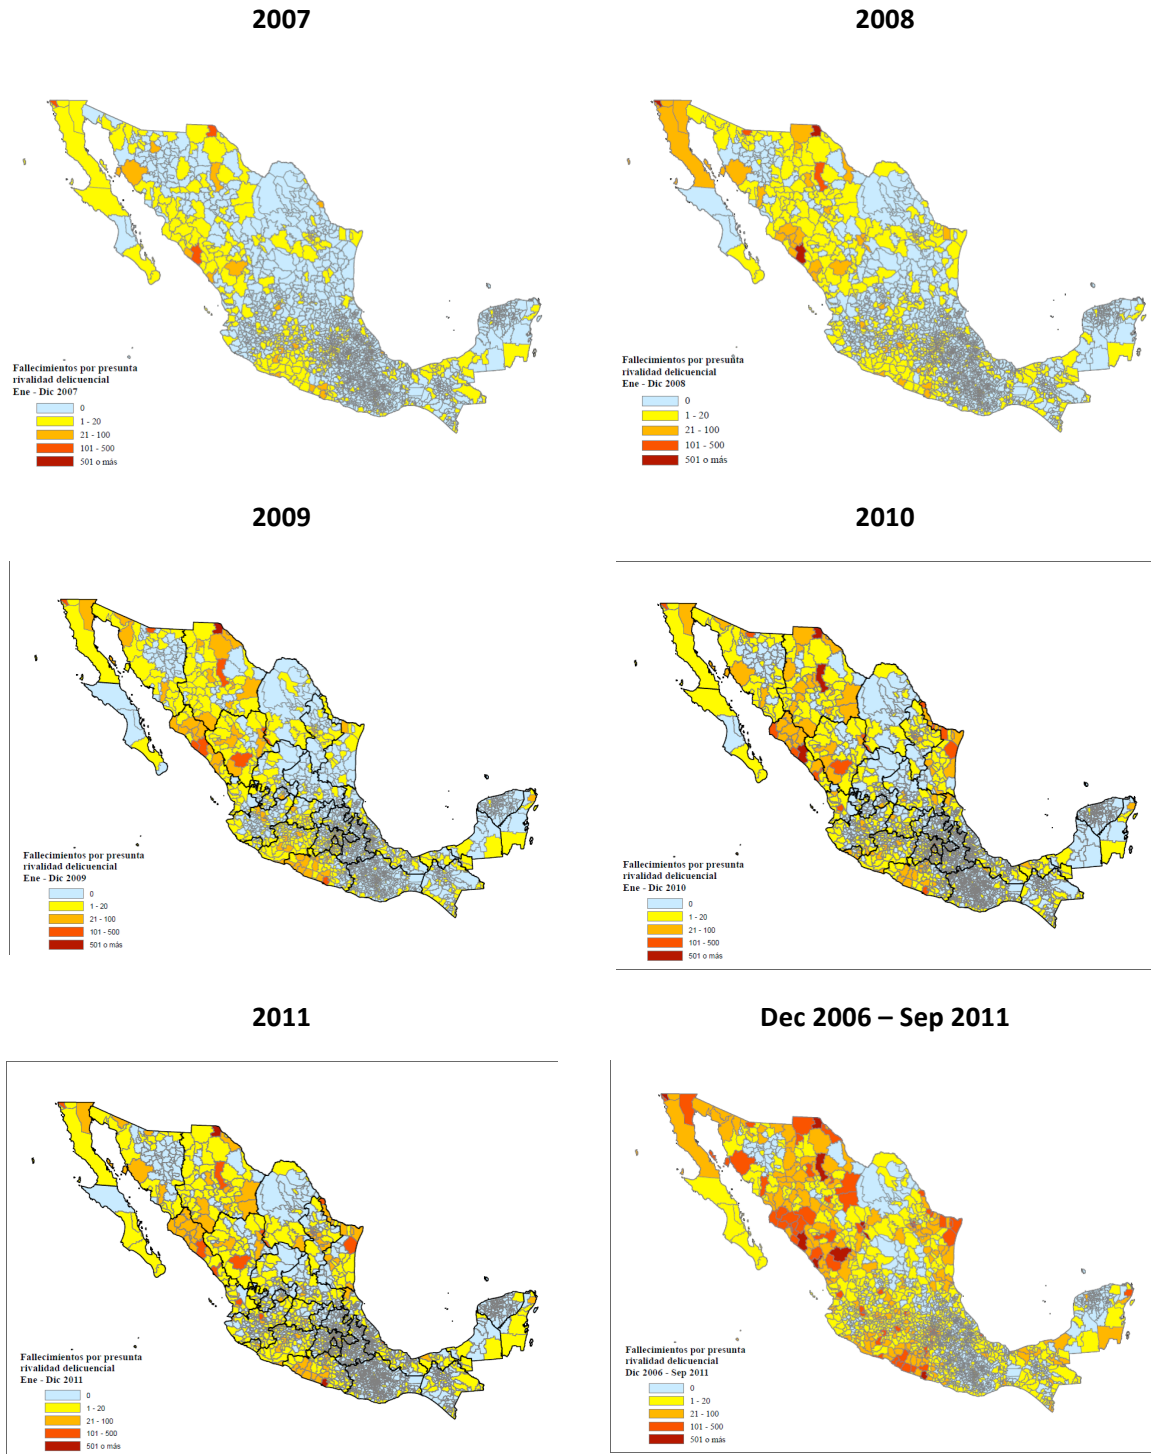 2007
2008
Fallecimientos por presunta
rivalidad delicuencial
Ene - Dic 2007
0
1 - 20
21 - 100
101 - 500
501 o más
Fallecimientos por presunta
rivalidad delicuencial
Ene - Dic 2008
0
1 - 20
21 - 100
101 - 500
501 o más
2009
2010
Fallecimientos por presunta
rivalidad delicuencial
Ene - Dic 2009
0
1 - 20
21 - 100
101 - 500
501 o más
Fallecimientos por presunta
rivalidad delicuencial
Ene - Dic 2010
0
1 - 20
21 - 100
101 - 500
501 o más
2011
Dec 2006 – Sep 2011
Fallecimientos por presunta
rivalidad delicuencial
Ene - Dic 2011
0
1 - 20
21 - 100
101 - 500
501 o más
Fallecimientos por presunta
rivalidad delicuencial
Dic 2006 - Sep 2011
0
1 - 20
21 - 100
101 - 500
501 o más